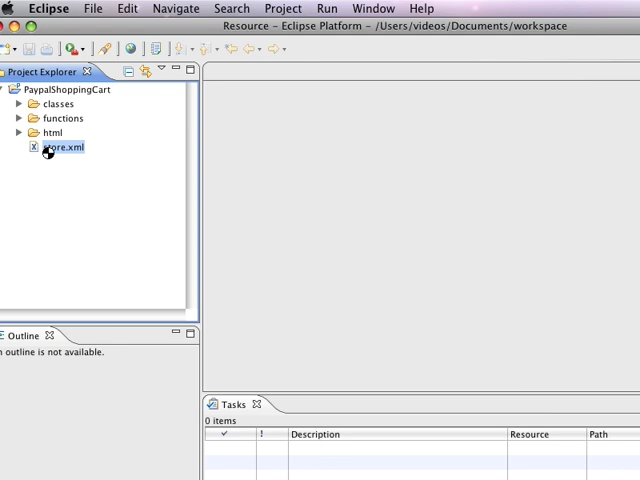 Eclipse File Edit Navigate Search Project Run Window Help
Resource - Eclipse Platform - /Users/videos/Documents/workspace
Project Explorer
PaypalShoppingCart
classes
functions
html
store.xml
Outline
outline is not available.
Tasks
0 items
! Description Resource Path